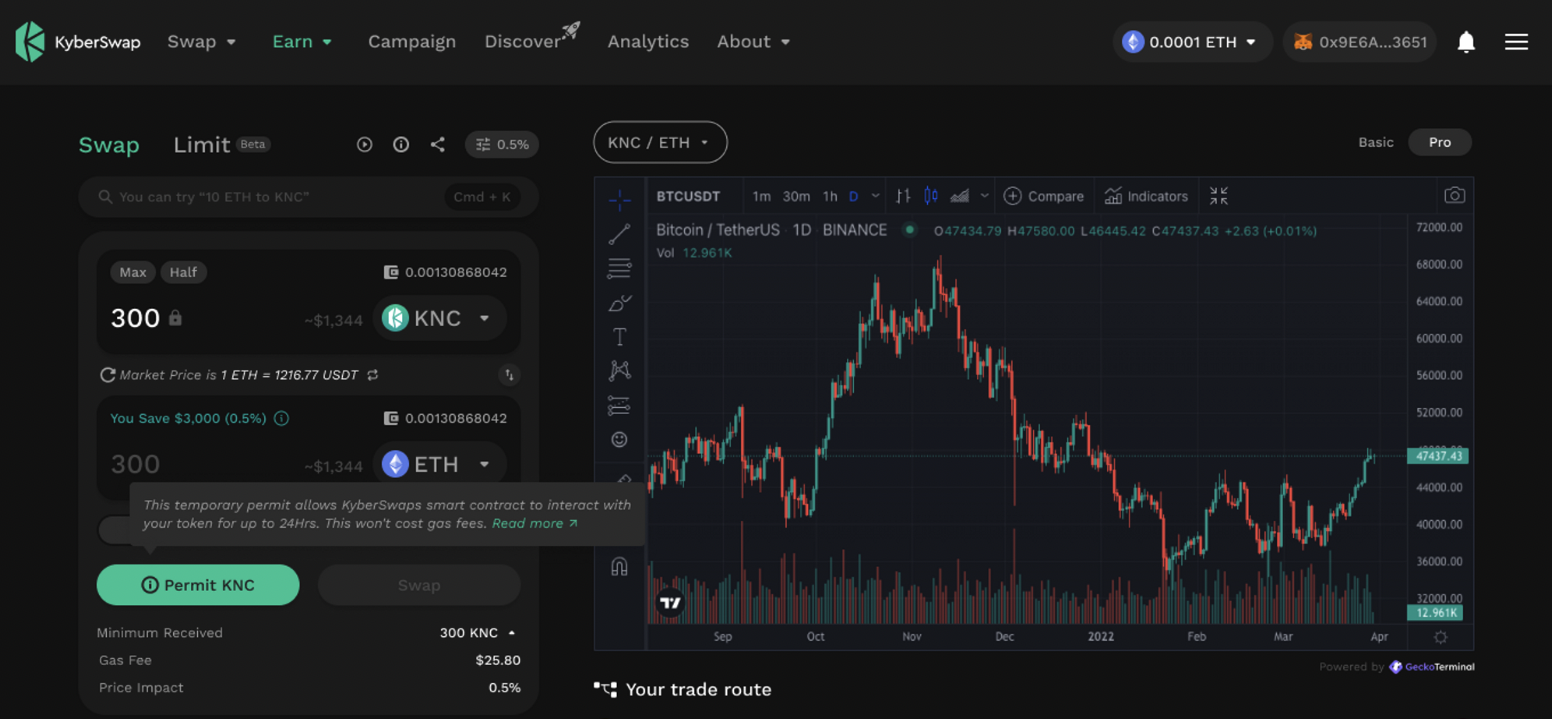 KyberSwap Swap Earn Campaign Discover Analytics About 0.0001 ETH 0x9E6A...3651
Swap Limit Beta 0.5%
You can try “10 ETH to KNC” Cmd + K
Max Half 0.00130868042
300 ~$1,344 KNC
Market Price is 1 ETH = 1216.77 USDT
You Save $3,000 (0.5%) 0.00130868042
300 ~$1,344 ETH
This temporary permit allows KyberSwaps smart contract to interact with
your token for up to 24Hrs. This won't cost gas fees. Read more ↗
Permit KNC Swap
Minimum Received 300 KNC
Gas Fee $25.80
Price Impact 0.5%
KNC / ETH Basic Pro
BTCUSDT 1m 30m 1h D Compare Indicators
Bitcoin / TetherUS · 1D · BINANCE O47434.79 H47580.00 L46445.42 C47437.43 +2.63 (+0.01%)
Vol 12.961K
72000.00
68000.00
64000.00
60000.00
56000.00
52000.00
47437.43
44000.00
40000.00
36000.00
32000.00
12.961K
Sep Oct Nov Dec 2022 Feb Mar Apr
Powered by GeckoTerminal
Your trade route